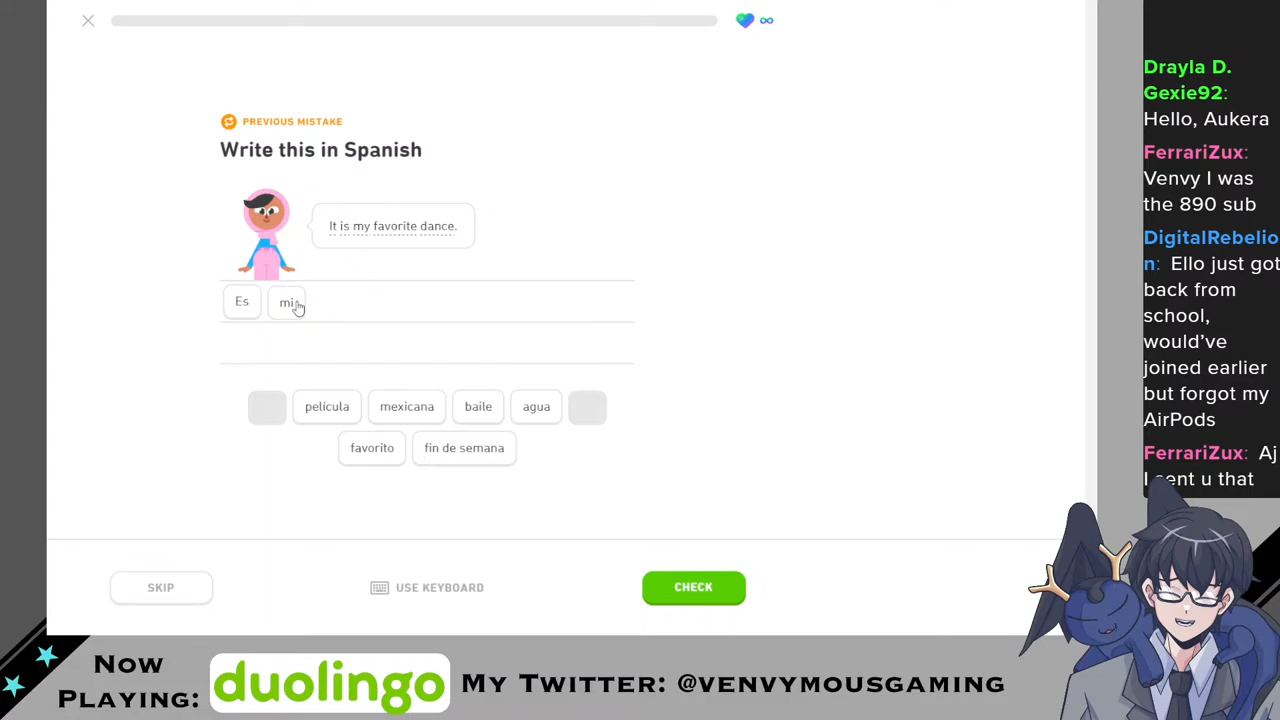 PREVIOUS MISTAKE
Write this in Spanish
It is my favorite dance.
Es mi
película mexicana baile agua
favorito fin de semana
SKIP
USE KEYBOARD
CHECK
Drayla D.
Gexie92:
Hello, Aukera
FerrariZux:
Venvy I was
the 890 sub
DigitalRebelio
n: Ello just got
back from
school,
would've
joined earlier
but forgot my
AirPods
FerrariZux: Aj
I sent u that
Now
Playing:
duolingo
My Twitter: @venvymousgaming